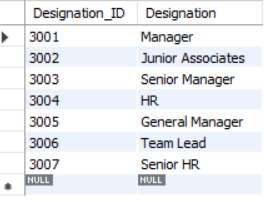 Designation_ID Designation
3001 Manager
3002 Junior Associates
3003 Senior Manager
3004 HR
3005 General Manager
3006 Team Lead
3007 Senior HR
NULL NULL